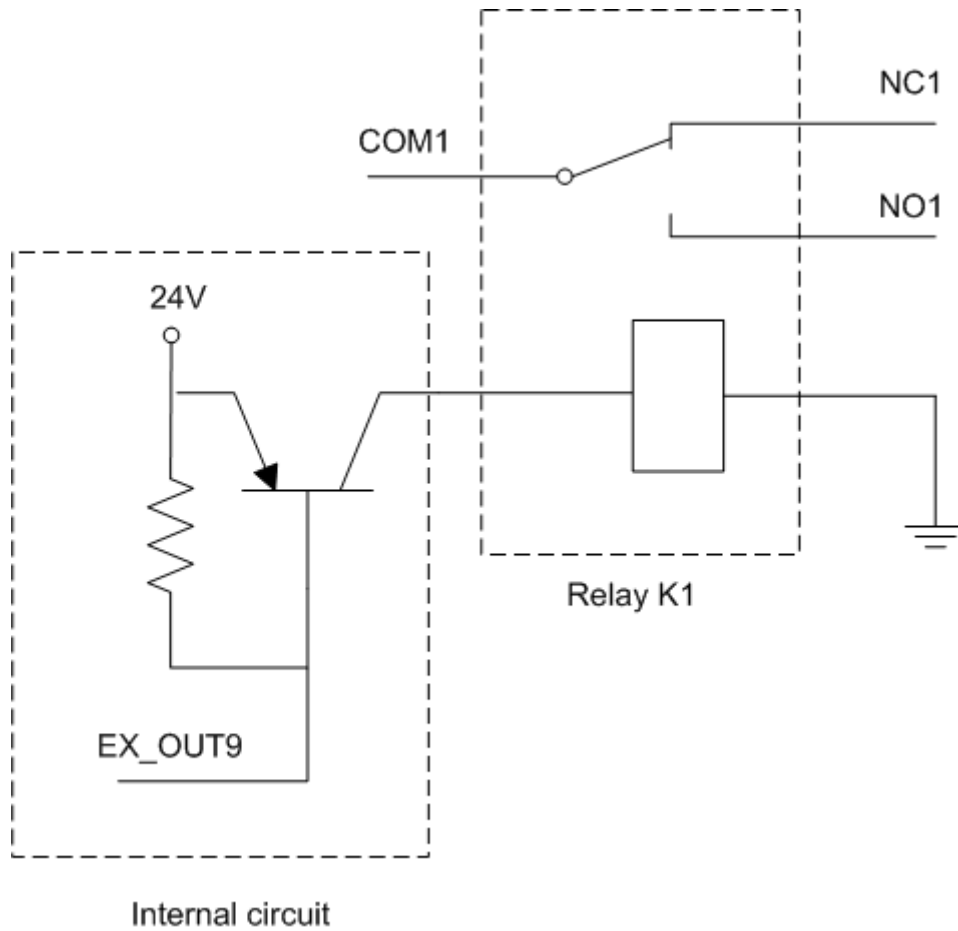 NC1
COM1
NO1
24V
Relay K1
EX_OUT9
Internal circuit